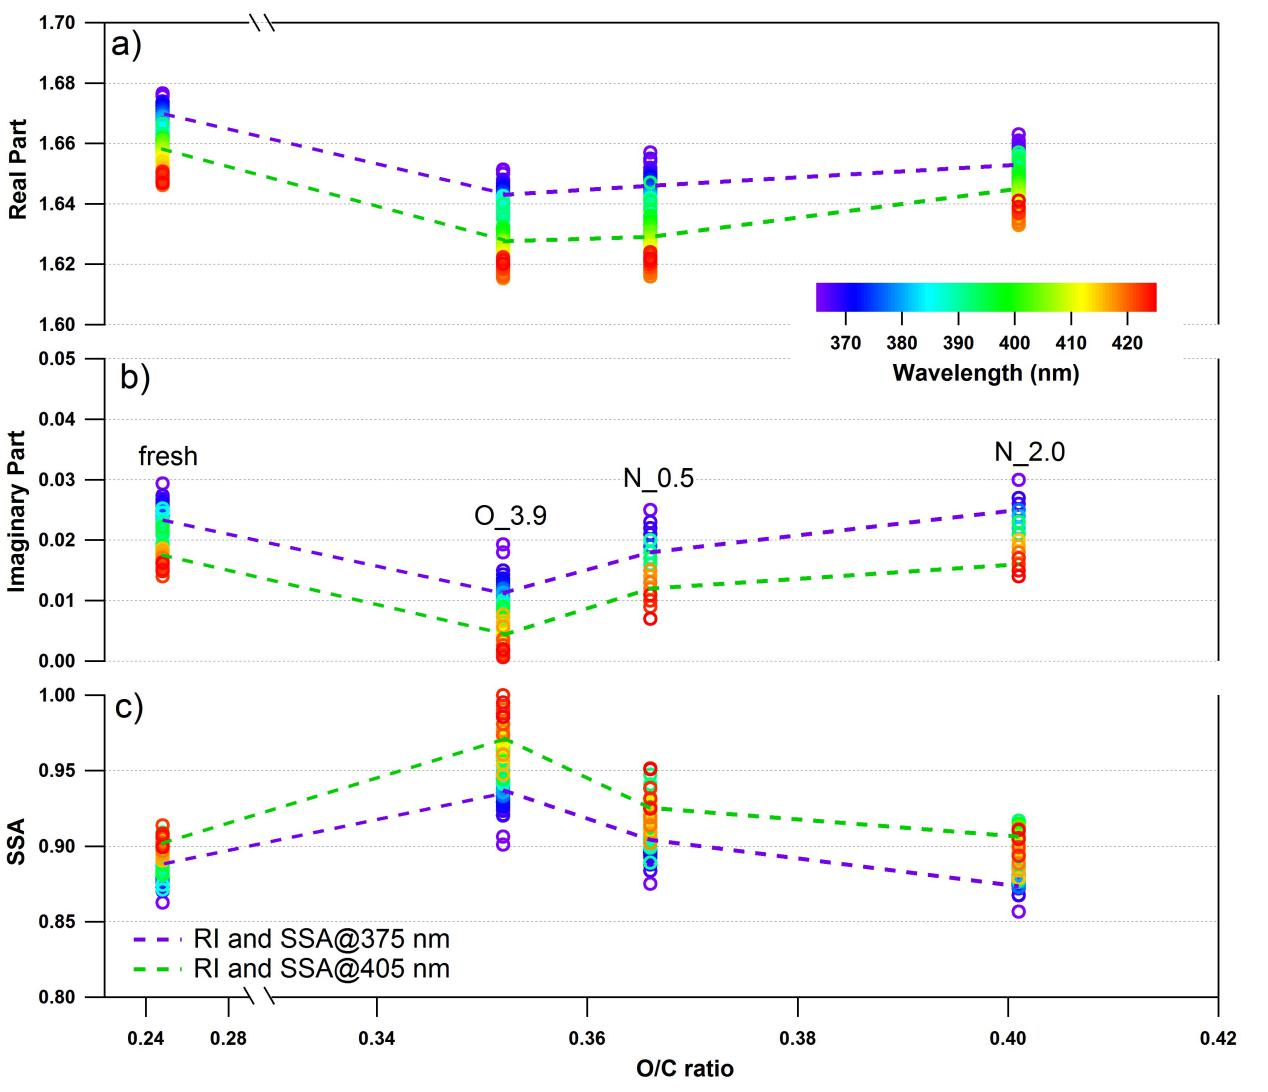 1.70
a)
1.68
1.66
1.64
1.62
1.60
Real Part
370 380 390 400 410 420
Wavelength (nm)
0.05
b)
0.04
0.03
0.02
0.01
0.00
Imaginary Part
fresh
O_3.9
N_0.5
N_2.0
1.00
c)
0.95
0.90
0.85
0.80
SSA
RI and SSA@375 nm
RI and SSA@405 nm
0.24 0.28 0.34 0.36 0.38 0.40 0.42
O/C ratio